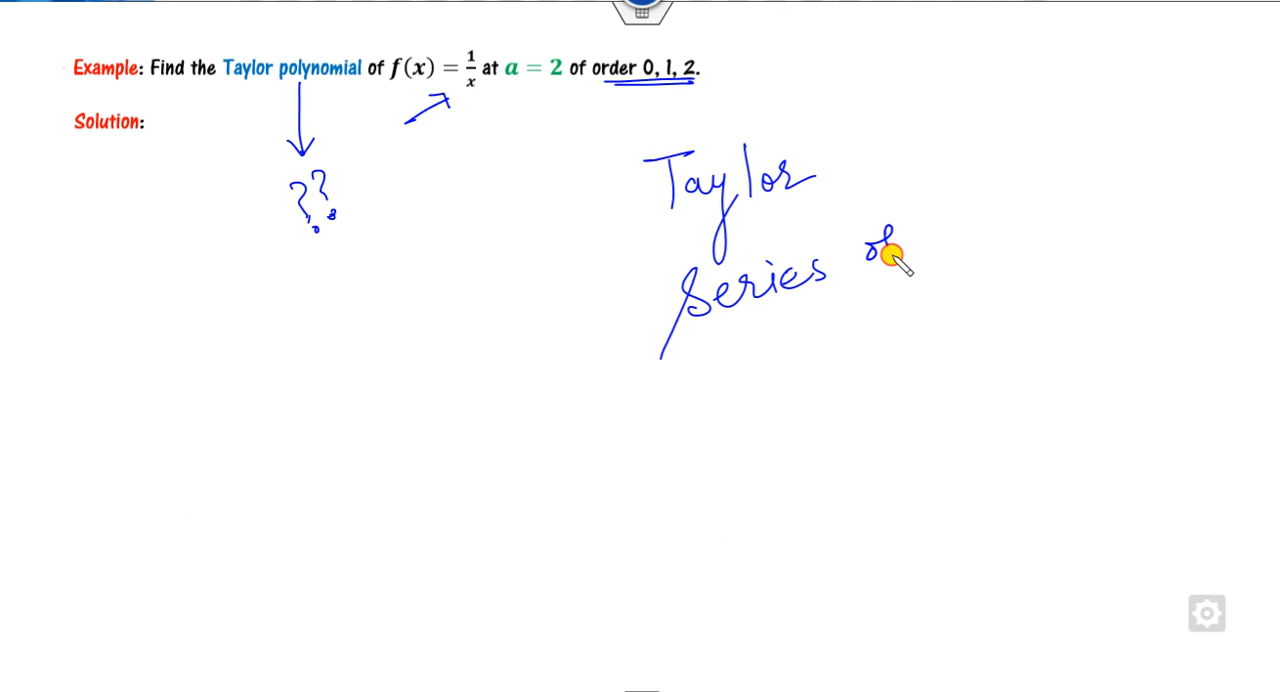 Example: Find the Taylor polynomial of f(x) = 1/x at a = 2 of order 0, 1, 2.
Solution:
??
Taylor
Series of